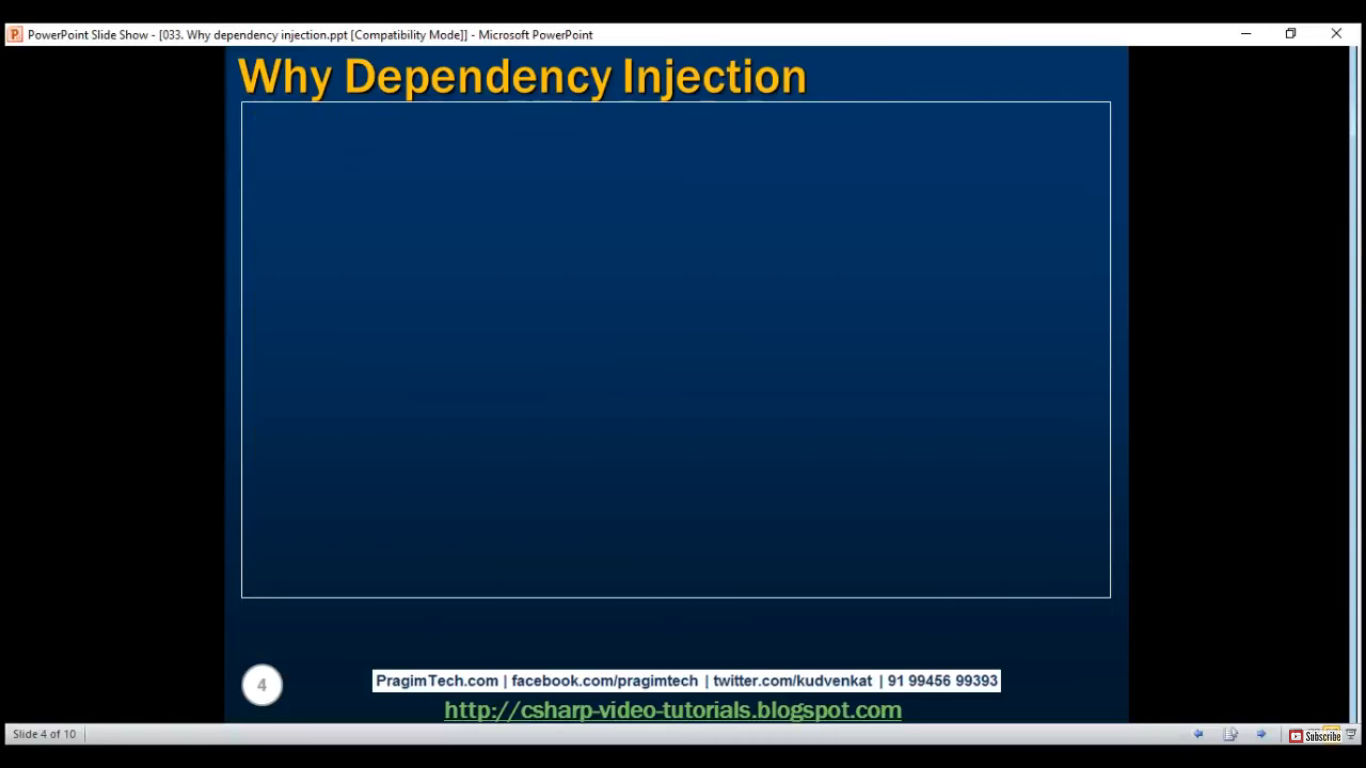 PowerPoint Slide Show - [033. Why dependency injection.ppt [Compatibility Mode]] - Microsoft PowerPoint
Why Dependency Injection
4
PragimTech.com | facebook.com/pragimtech | twitter.com/kudvenkat | 91 99456 99393
http://csharp-video-tutorials.blogspot.com
Slide 4 of 10
Subscribe